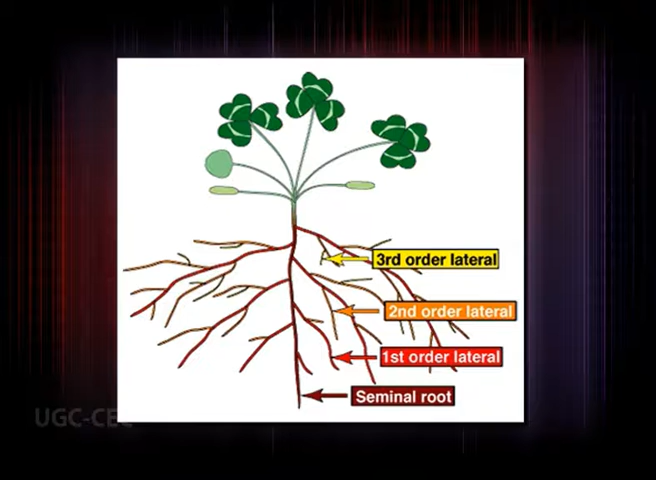 3rd order lateral
2nd order lateral
1st order lateral
Seminal root
UGC-CEC